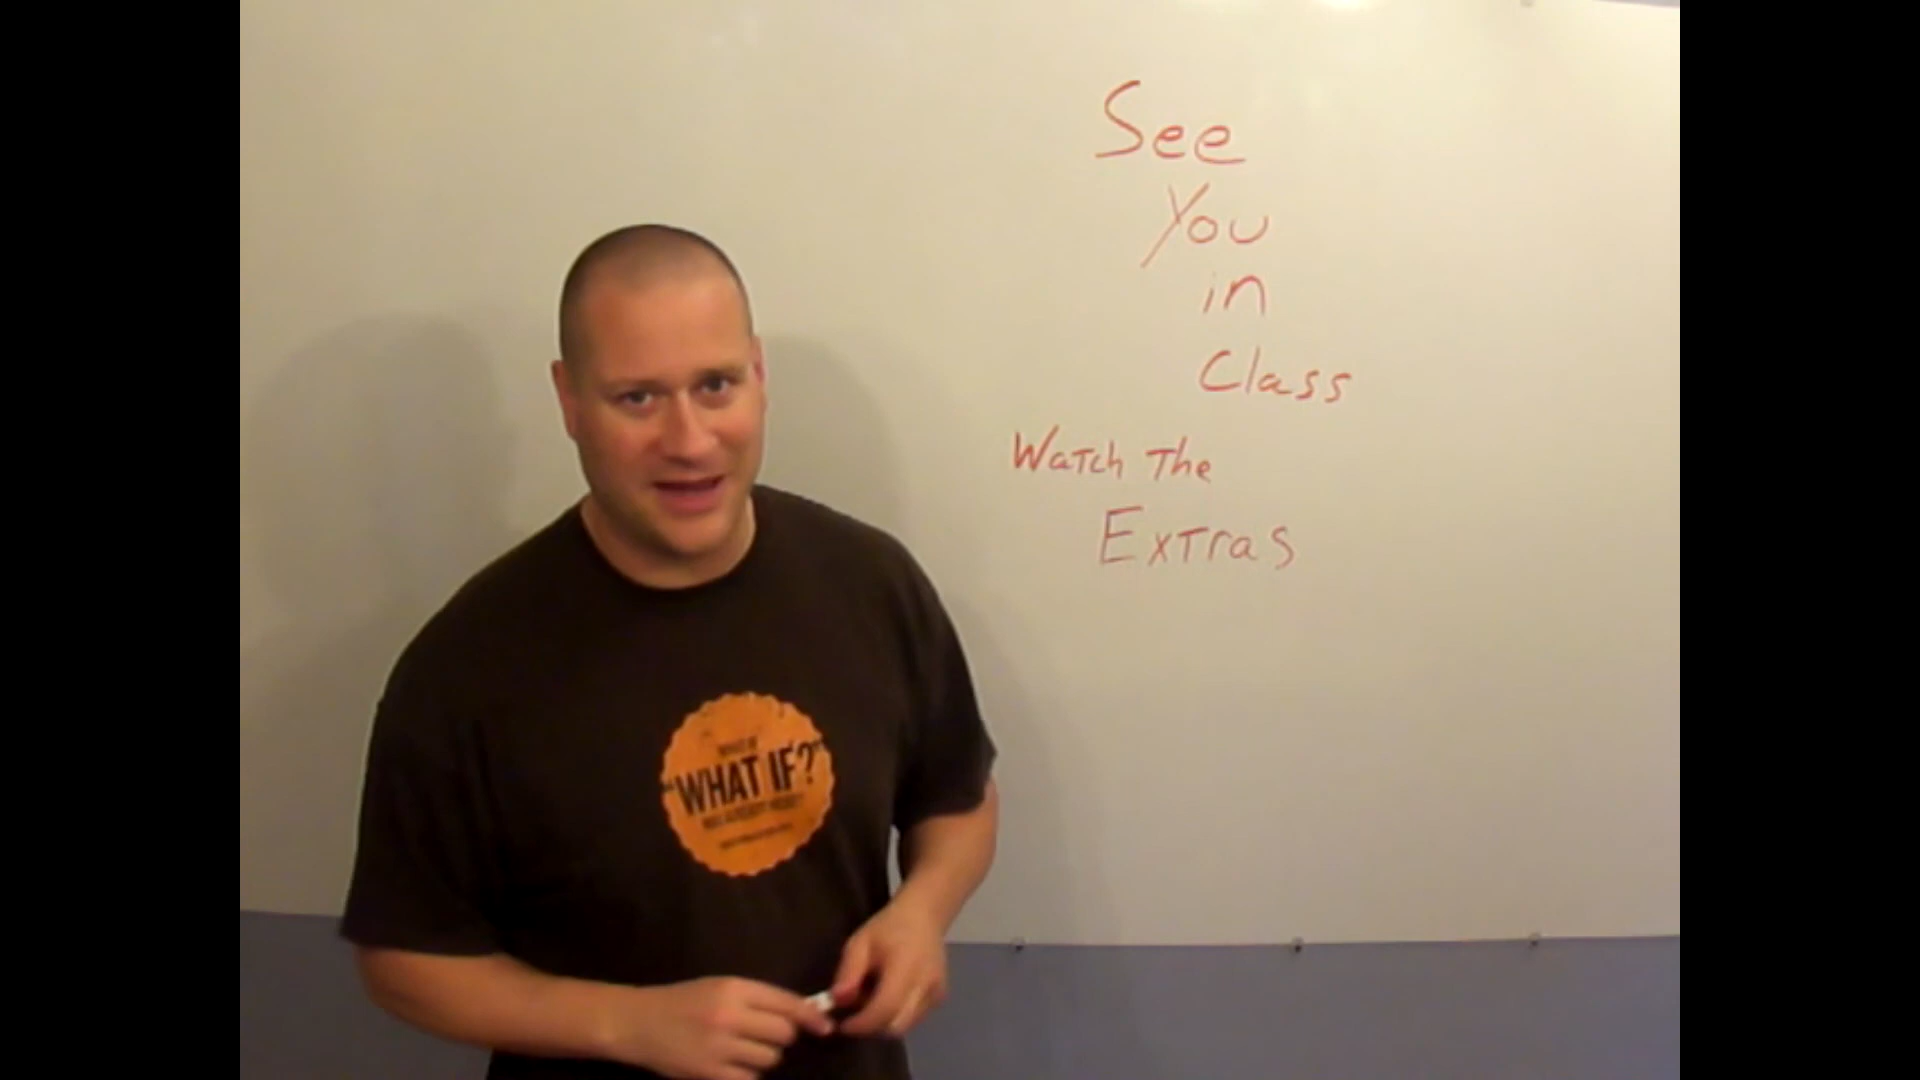 See
You
in
Class
Watch The
Extras
"WHAT IF?"